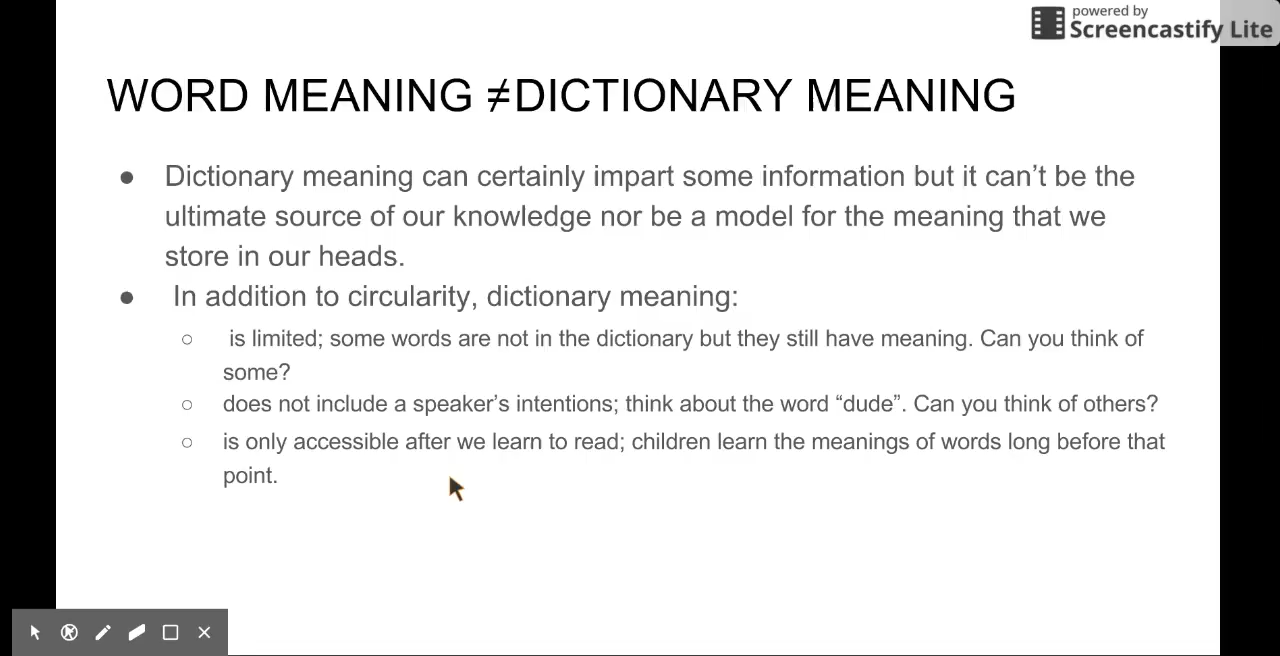 powered by
Screencastify Lite
WORD MEANING ≠DICTIONARY MEANING
● Dictionary meaning can certainly impart some information but it can’t be the
ultimate source of our knowledge nor be a model for the meaning that we
store in our heads.
● In addition to circularity, dictionary meaning:
○ is limited; some words are not in the dictionary but they still have meaning. Can you think of
some?
○ does not include a speaker’s intentions; think about the word “dude”. Can you think of others?
○ is only accessible after we learn to read; children learn the meanings of words long before that
point.